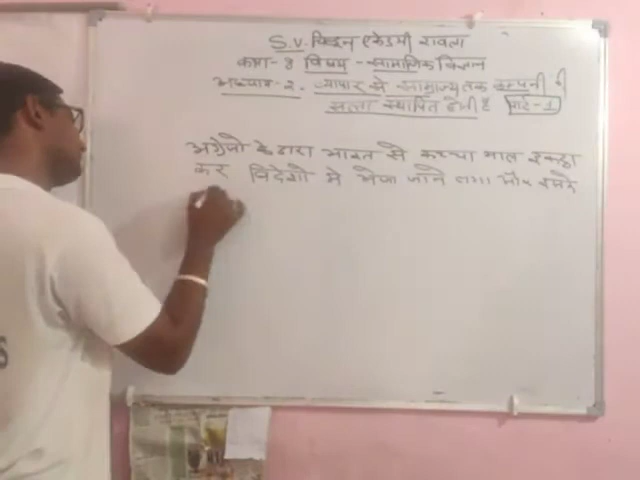 S.V. विज़न एकेडमी रावला
कक्षा - 8 विषय - सामाजिक विज्ञान
अध्याय - 2. व्यापार से साम्राज्य तक कम्पनी की
सत्ता स्थापित होती है पार्ट - 1
अंग्रेजो के द्वारा भारत से कच्चा माल इकट्ठा
कर विदेशो मे भेजा जाने लगा और इसमे